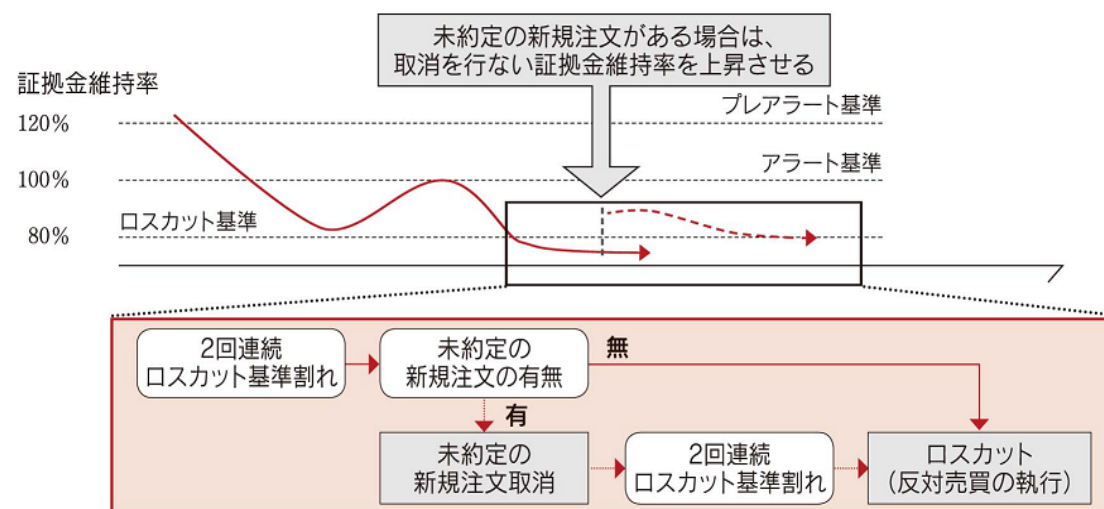 未約定の新規注文がある場合は、
取消を行ない証拠金維持率を上昇させる
証拠金維持率
プレアラート基準
120%
アラート基準
100%
ロスカット基準
80%
2回連続
ロスカット基準割れ
未約定の
新規注文の有無
無
有
未約定の
新規注文取消
2回連続
ロスカット基準割れ
ロスカット
(反対売買の執行)